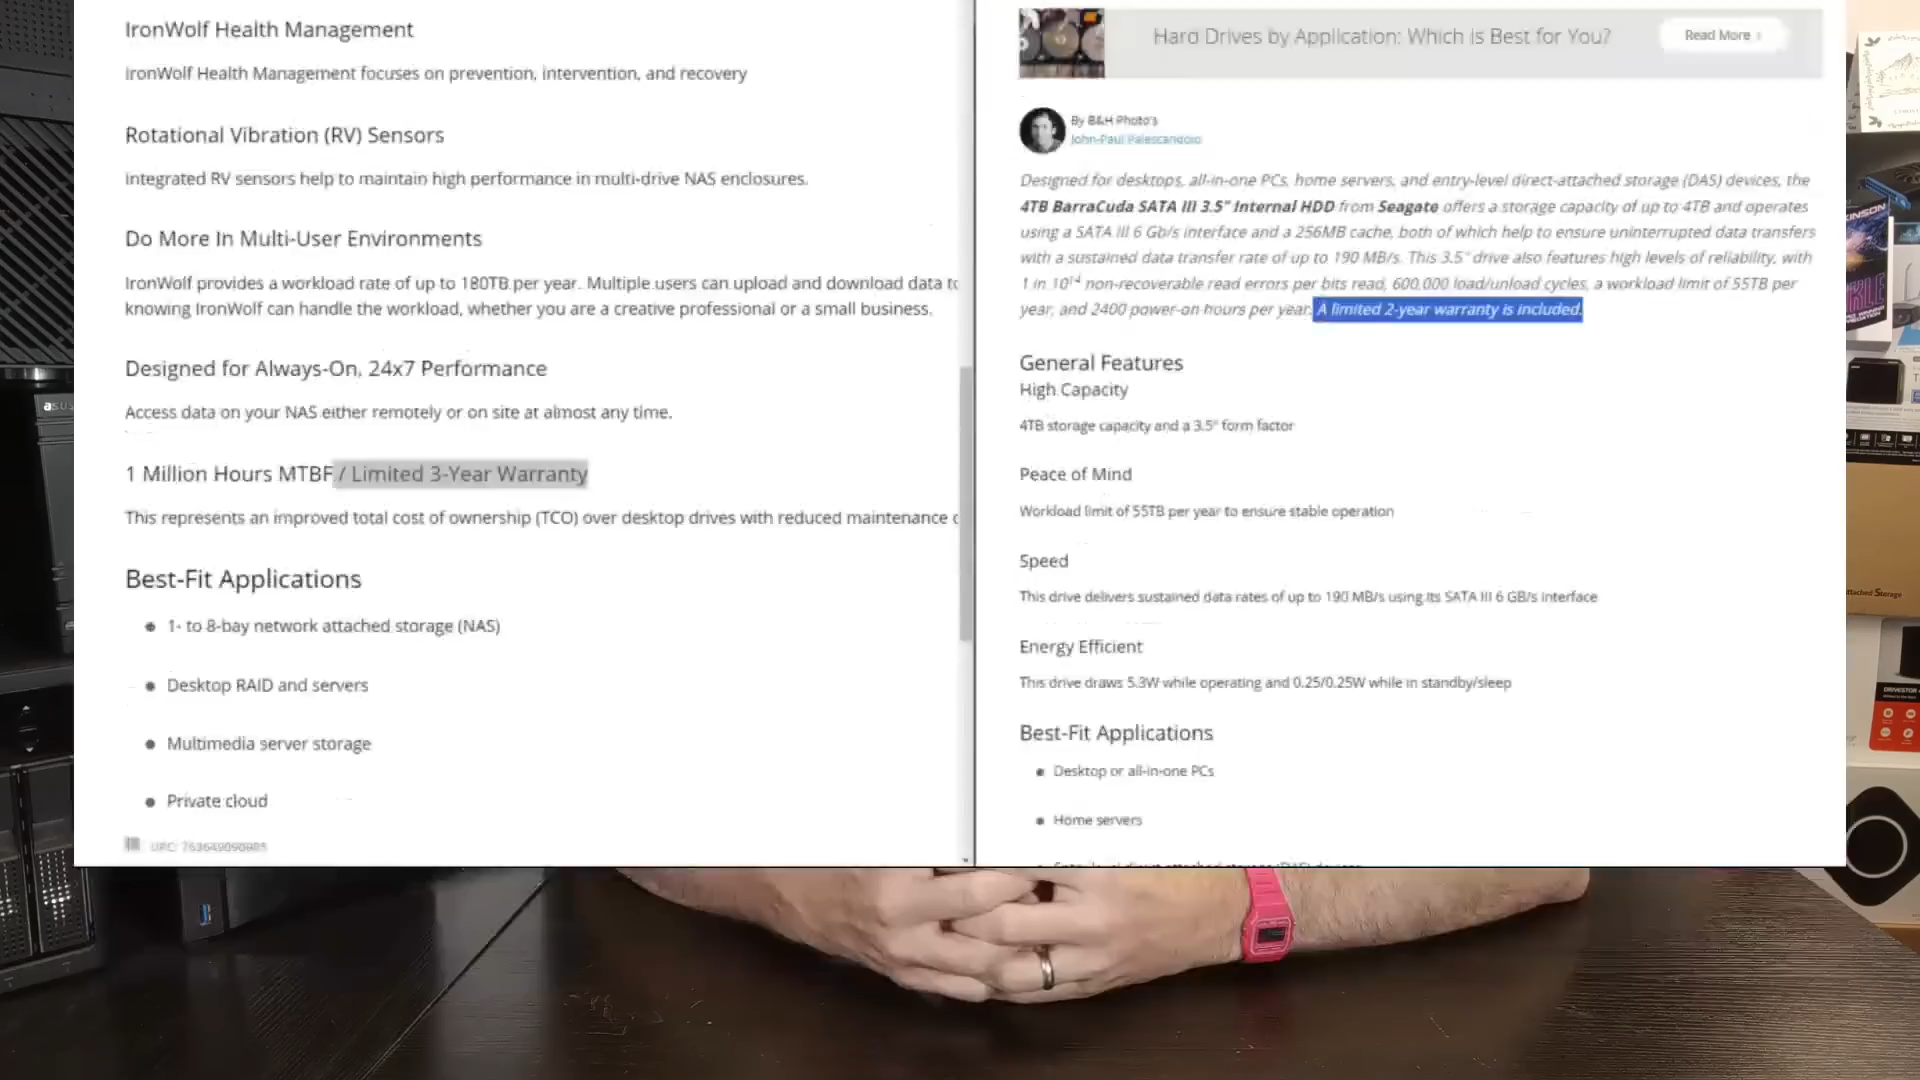 IronWolf Health Management
IronWolf Health Management focuses on prevention, intervention, and recovery
Rotational Vibration (RV) Sensors
Integrated RV sensors help to maintain high performance in multi-drive NAS enclosures.
Do More In Multi-User Environments
IronWolf provides a workload rate of up to 180TB per year. Multiple users can upload and download data to
knowing IronWolf can handle the workload, whether you are a creative professional or a small business.
Designed for Always-On, 24x7 Performance
Access data on your NAS either remotely or on site at almost any time.
1 Million Hours MTBF / Limited 3-Year Warranty
This represents an improved total cost of ownership (TCO) over desktop drives with reduced maintenance
Best-Fit Applications
1- to 8-bay network attached storage (NAS)
Desktop RAID and servers
Multimedia server storage
Private cloud
Hard Drives by Application: Which is Best for You?
Read More
By B&H Photo's
John-Paul Palescandolo
Designed for desktops, all-in-one PCs, home servers, and entry-level direct-attached storage (DAS) devices, the
4TB BarraCuda SATA III 3.5" Internal HDD from Seagate offers a storage capacity of up to 4TB and operates
using a SATA III 6 Gb/s interface and a 256MB cache, both of which help to ensure uninterrupted data transfers
with a sustained data transfer rate of up to 190 MB/s. This 3.5" drive also features high levels of reliability, with
1 in 10¹⁴ non-recoverable read errors per bits read, 600,000 load/unload cycles, a workload limit of 55TB per
year, and 2400 power-on hours per year. A limited 2-year warranty is included.
General Features
High Capacity
4TB storage capacity and a 3.5" form factor
Peace of Mind
Workload limit of 55TB per year to ensure stable operation
Speed
This drive delivers sustained data rates of up to 190 MB/s using its SATA III 6 GB/s interface
Energy Efficient
This drive draws 5.3W while operating and 0.25/0.25W while in standby/sleep
Best-Fit Applications
Desktop or all-in-one PCs
Home servers